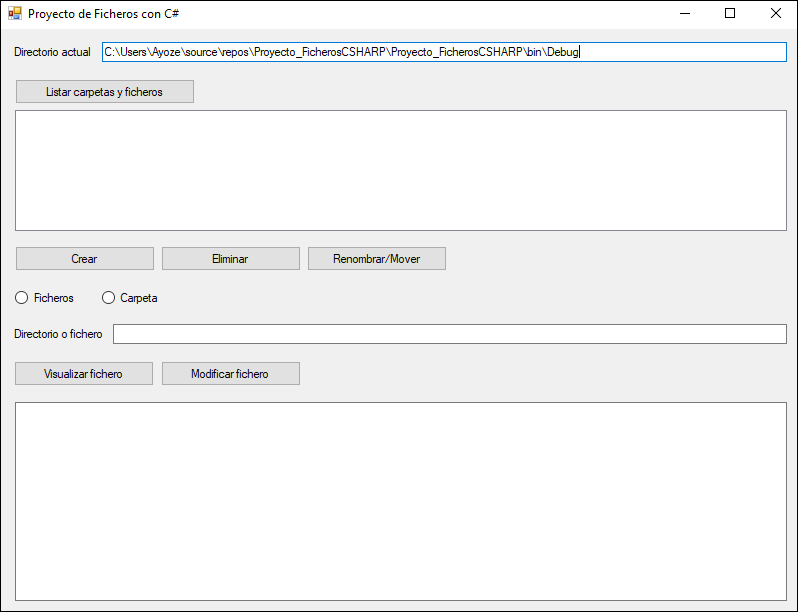 Proyecto de Ficheros con C#
Directorio actual C:\Users\Ayoze\source\repos\Proyecto_FicherosCSHARP\Proyecto_FicherosCSHARP\bin\Debug
Listar carpetas y ficheros
Crear Eliminar Renombrar/Mover
Ficheros Carpeta
Directorio o fichero
Visualizar fichero Modificar fichero